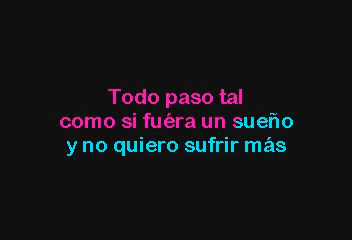 Todo paso tal
como si fuéra un sueño
y no quiero sufrir más